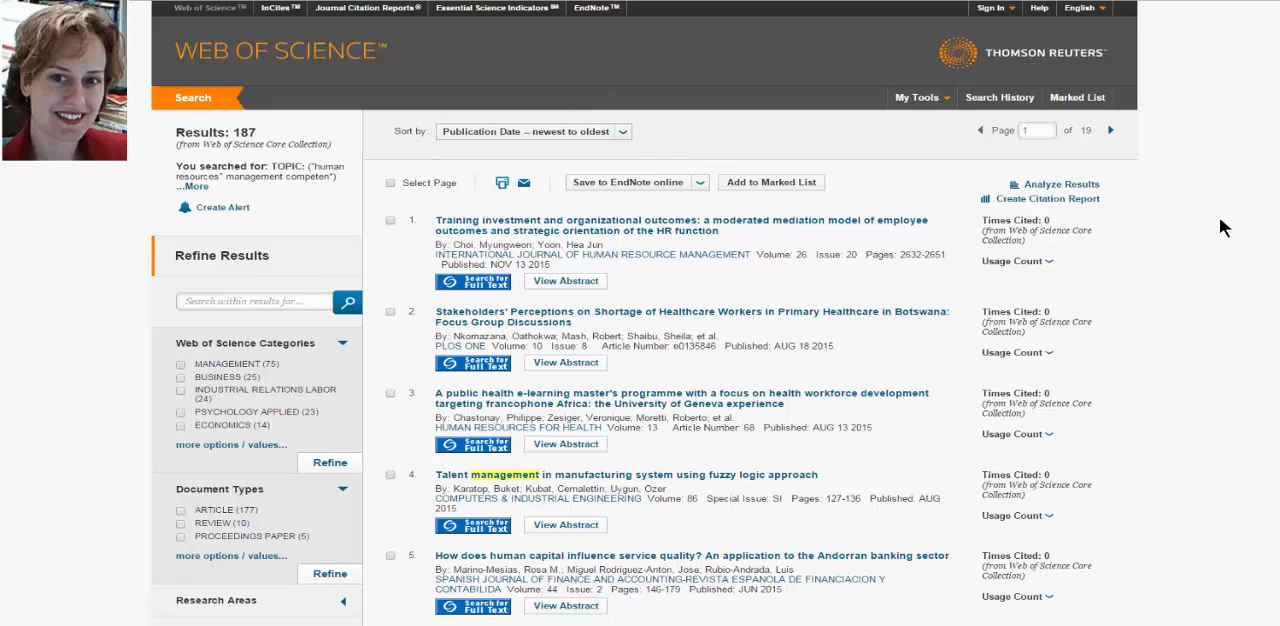 Web of Science™ InCites™ Journal Citation Reports® Essential Science Indicators℠ EndNote™ Sign In Help English
WEB OF SCIENCE™ THOMSON REUTERS™
Search My Tools Search History Marked List
Results: 187
(from Web of Science Core Collection)
You searched for: TOPIC: ("human
resources" management competen*)
...More
Create Alert
Refine Results
Search within results for...
Web of Science Categories
MANAGEMENT (75)
BUSINESS (25)
INDUSTRIAL RELATIONS LABOR
(24)
PSYCHOLOGY APPLIED (23)
ECONOMICS (14)
more options / values...
Refine
Document Types
ARTICLE (177)
REVIEW (10)
PROCEEDINGS PAPER (5)
more options / values...
Refine
Research Areas
Sort by: Publication Date -- newest to oldest Page 1 of 19
Select Page Save to EndNote online Add to Marked List
Analyze Results
Create Citation Report
1. Training investment and organizational outcomes: a moderated mediation model of employee
outcomes and strategic orientation of the HR function
By: Choi, Myungweon; Yoon, Hea Jun
INTERNATIONAL JOURNAL OF HUMAN RESOURCE MANAGEMENT Volume: 26 Issue: 20 Pages: 2632-2651
Published: NOV 13 2015
Search for Full Text View Abstract
Times Cited: 0
(from Web of Science Core
Collection)
Usage Count
2. Stakeholders' Perceptions on Shortage of Healthcare Workers in Primary Healthcare in Botswana:
Focus Group Discussions
By: Nkomazana, Oathokwa; Mash, Robert; Shaibu, Sheila; et al.
PLOS ONE Volume: 10 Issue: 8 Article Number: e0135846 Published: AUG 18 2015
Search for Full Text View Abstract
Times Cited: 0
(from Web of Science Core
Collection)
Usage Count
3. A public health e-learning master's programme with a focus on health workforce development
targeting francophone Africa: the University of Geneva experience
By: Chastonay, Philippe; Zesiger, Veronique; Moretti, Roberto; et al.
HUMAN RESOURCES FOR HEALTH Volume: 13 Article Number: 68 Published: AUG 13 2015
Search for Full Text View Abstract
Times Cited: 0
(from Web of Science Core
Collection)
Usage Count
4. Talent management in manufacturing system using fuzzy logic approach
By: Karatop, Buket; Kubat, Cemalettin; Uygun, Ozer
COMPUTERS & INDUSTRIAL ENGINEERING Volume: 86 Special Issue: SI Pages: 127-136 Published: AUG
2015
Search for Full Text View Abstract
Times Cited: 0
(from Web of Science Core
Collection)
Usage Count
5. How does human capital influence service quality? An application to the Andorran banking sector
By: Marino-Mesias, Rosa M.; Miguel Rodriguez-Anton, Jose; Rubio-Andrada, Luis
SPANISH JOURNAL OF FINANCE AND ACCOUNTING-REVISTA ESPANOLA DE FINANCIACION Y
CONTABILIDA Volume: 44 Issue: 2 Pages: 146-179 Published: JUN 2015
Search for Full Text View Abstract
Times Cited: 0
(from Web of Science Core
Collection)
Usage Count